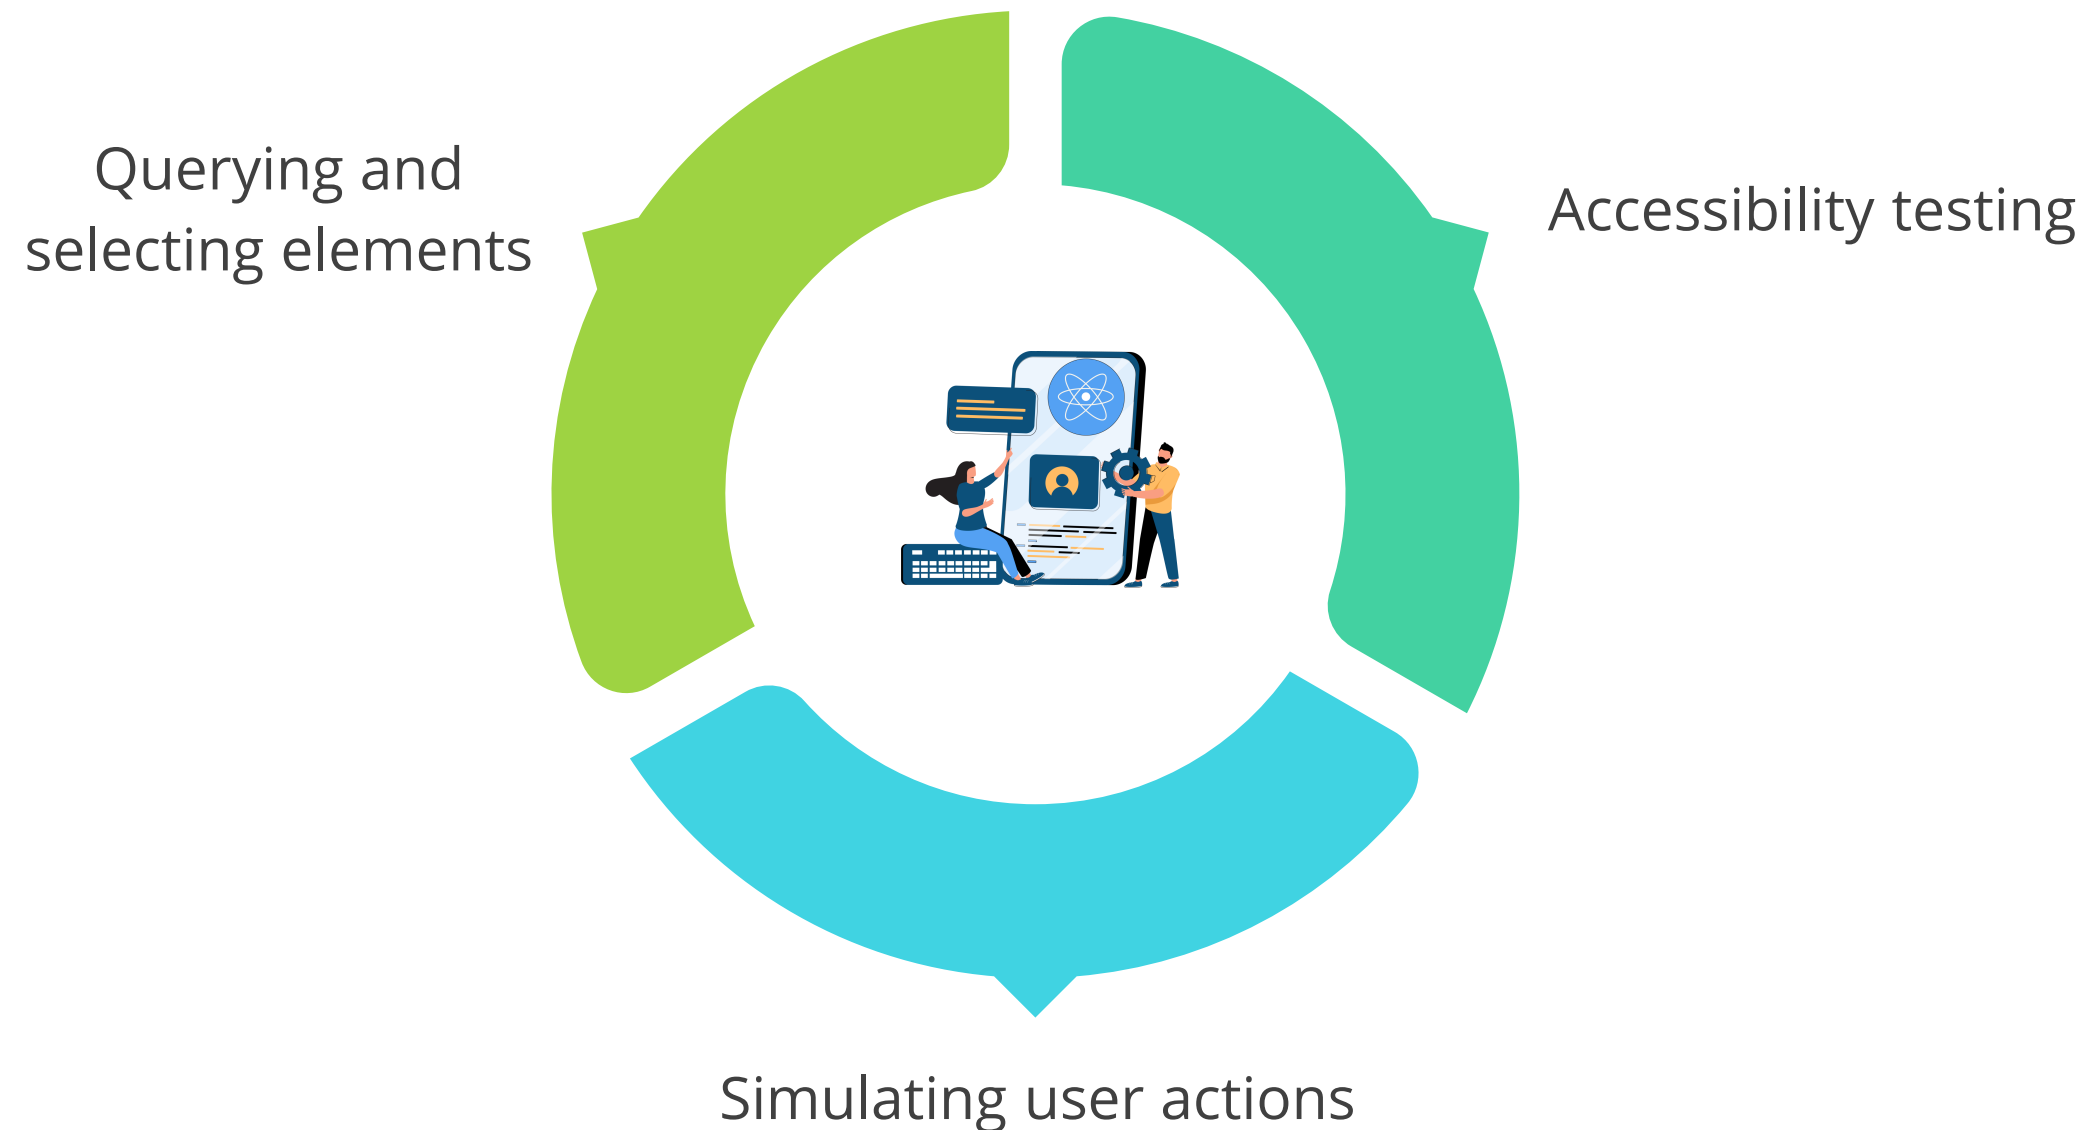 Querying and
selecting elements
Accessibility testing
Simulating user actions